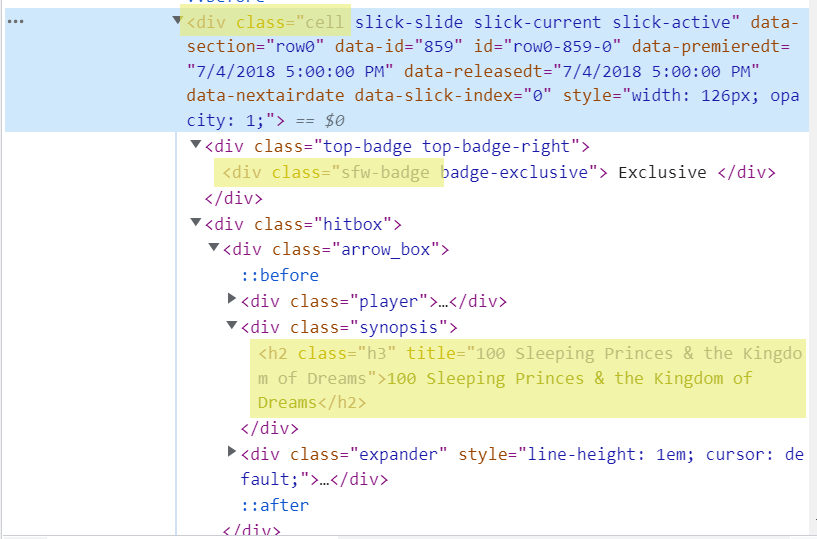 <div class="cell slick-slide slick-current slick-active" data-
section="row0" data-id="859" id="row0-859-0" data-premieredt=
"7/4/2018 5:00:00 PM" data-releasedt="7/4/2018 5:00:00 PM"
data-nextairdate data-slick-index="0" style="width: 126px; opa
city: 1;"> == $0
<div class="top-badge top-badge-right">
<div class="sfw-badge badge-exclusive"> Exclusive </div>
</div>
<div class="hitbox">
<div class="arrow_box">
::before
<div class="player">…</div>
<div class="synopsis">
<h2 class="h3" title="100 Sleeping Princes & the Kingdo
m of Dreams">100 Sleeping Princes & the Kingdom of
Dreams</h2>
</div>
<div class="expander" style="line-height: 1em; cursor: de
fault;">…</div>
::after
</div>